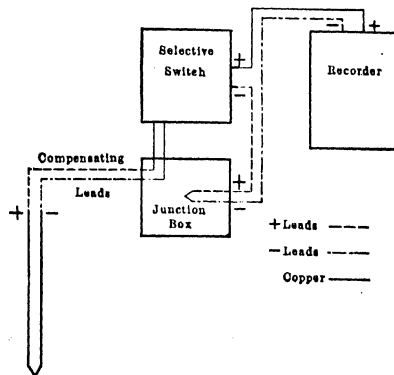 Selective
Switch
+
−
− +
Recorder
Compensating
Leads
+ −
+
−
Junction
Box
+Leads
−Leads
Copper